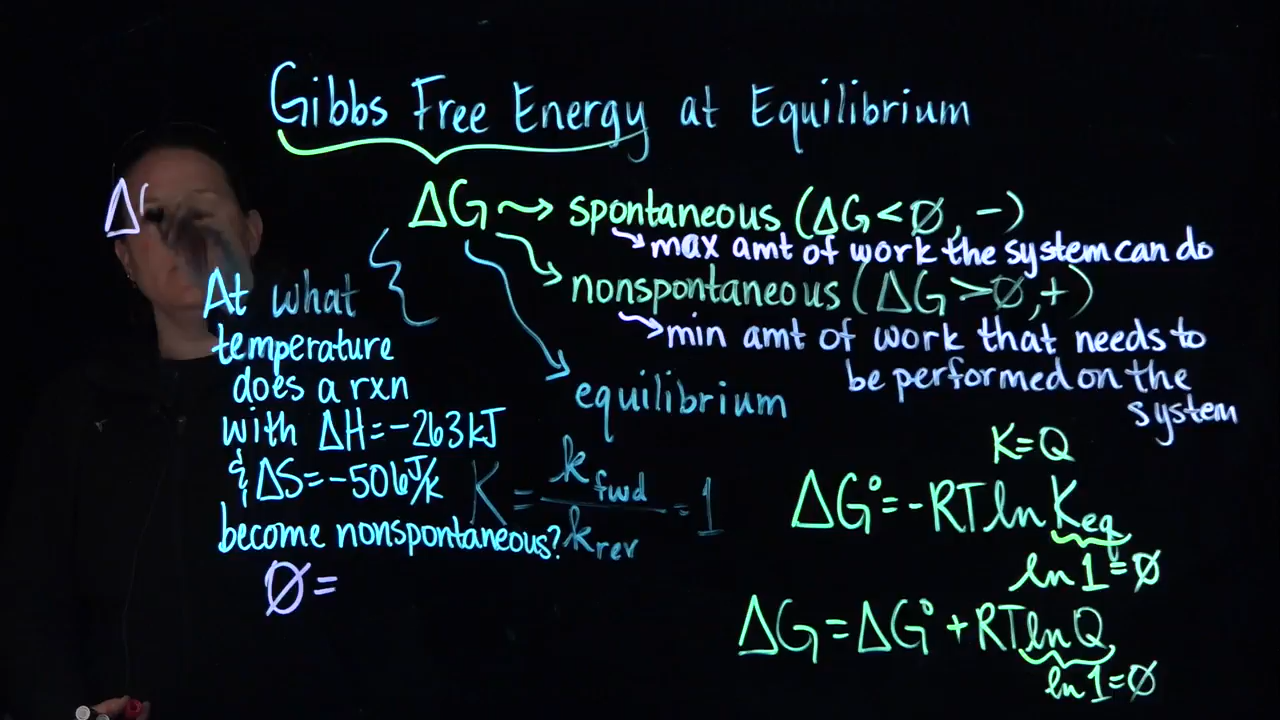 Gibbs Free Energy at Equilibrium
ΔG → spontaneous (ΔG < Ø, −)
→ max amt of work the system can do
→ nonspontaneous (ΔG > Ø, +)
→ min amt of work that needs to
be performed on the
system
equilibrium
Δ
At what
temperature
does a rxn
with ΔH = −263 kJ
& ΔS = −506 J/K
become nonspontaneous?
Ø =
K = k fwd / k rev = 1
K = Q
ΔG° = -RT ln Keq
ln 1 = Ø
ΔG = ΔG° + RT ln Q
ln 1 = Ø